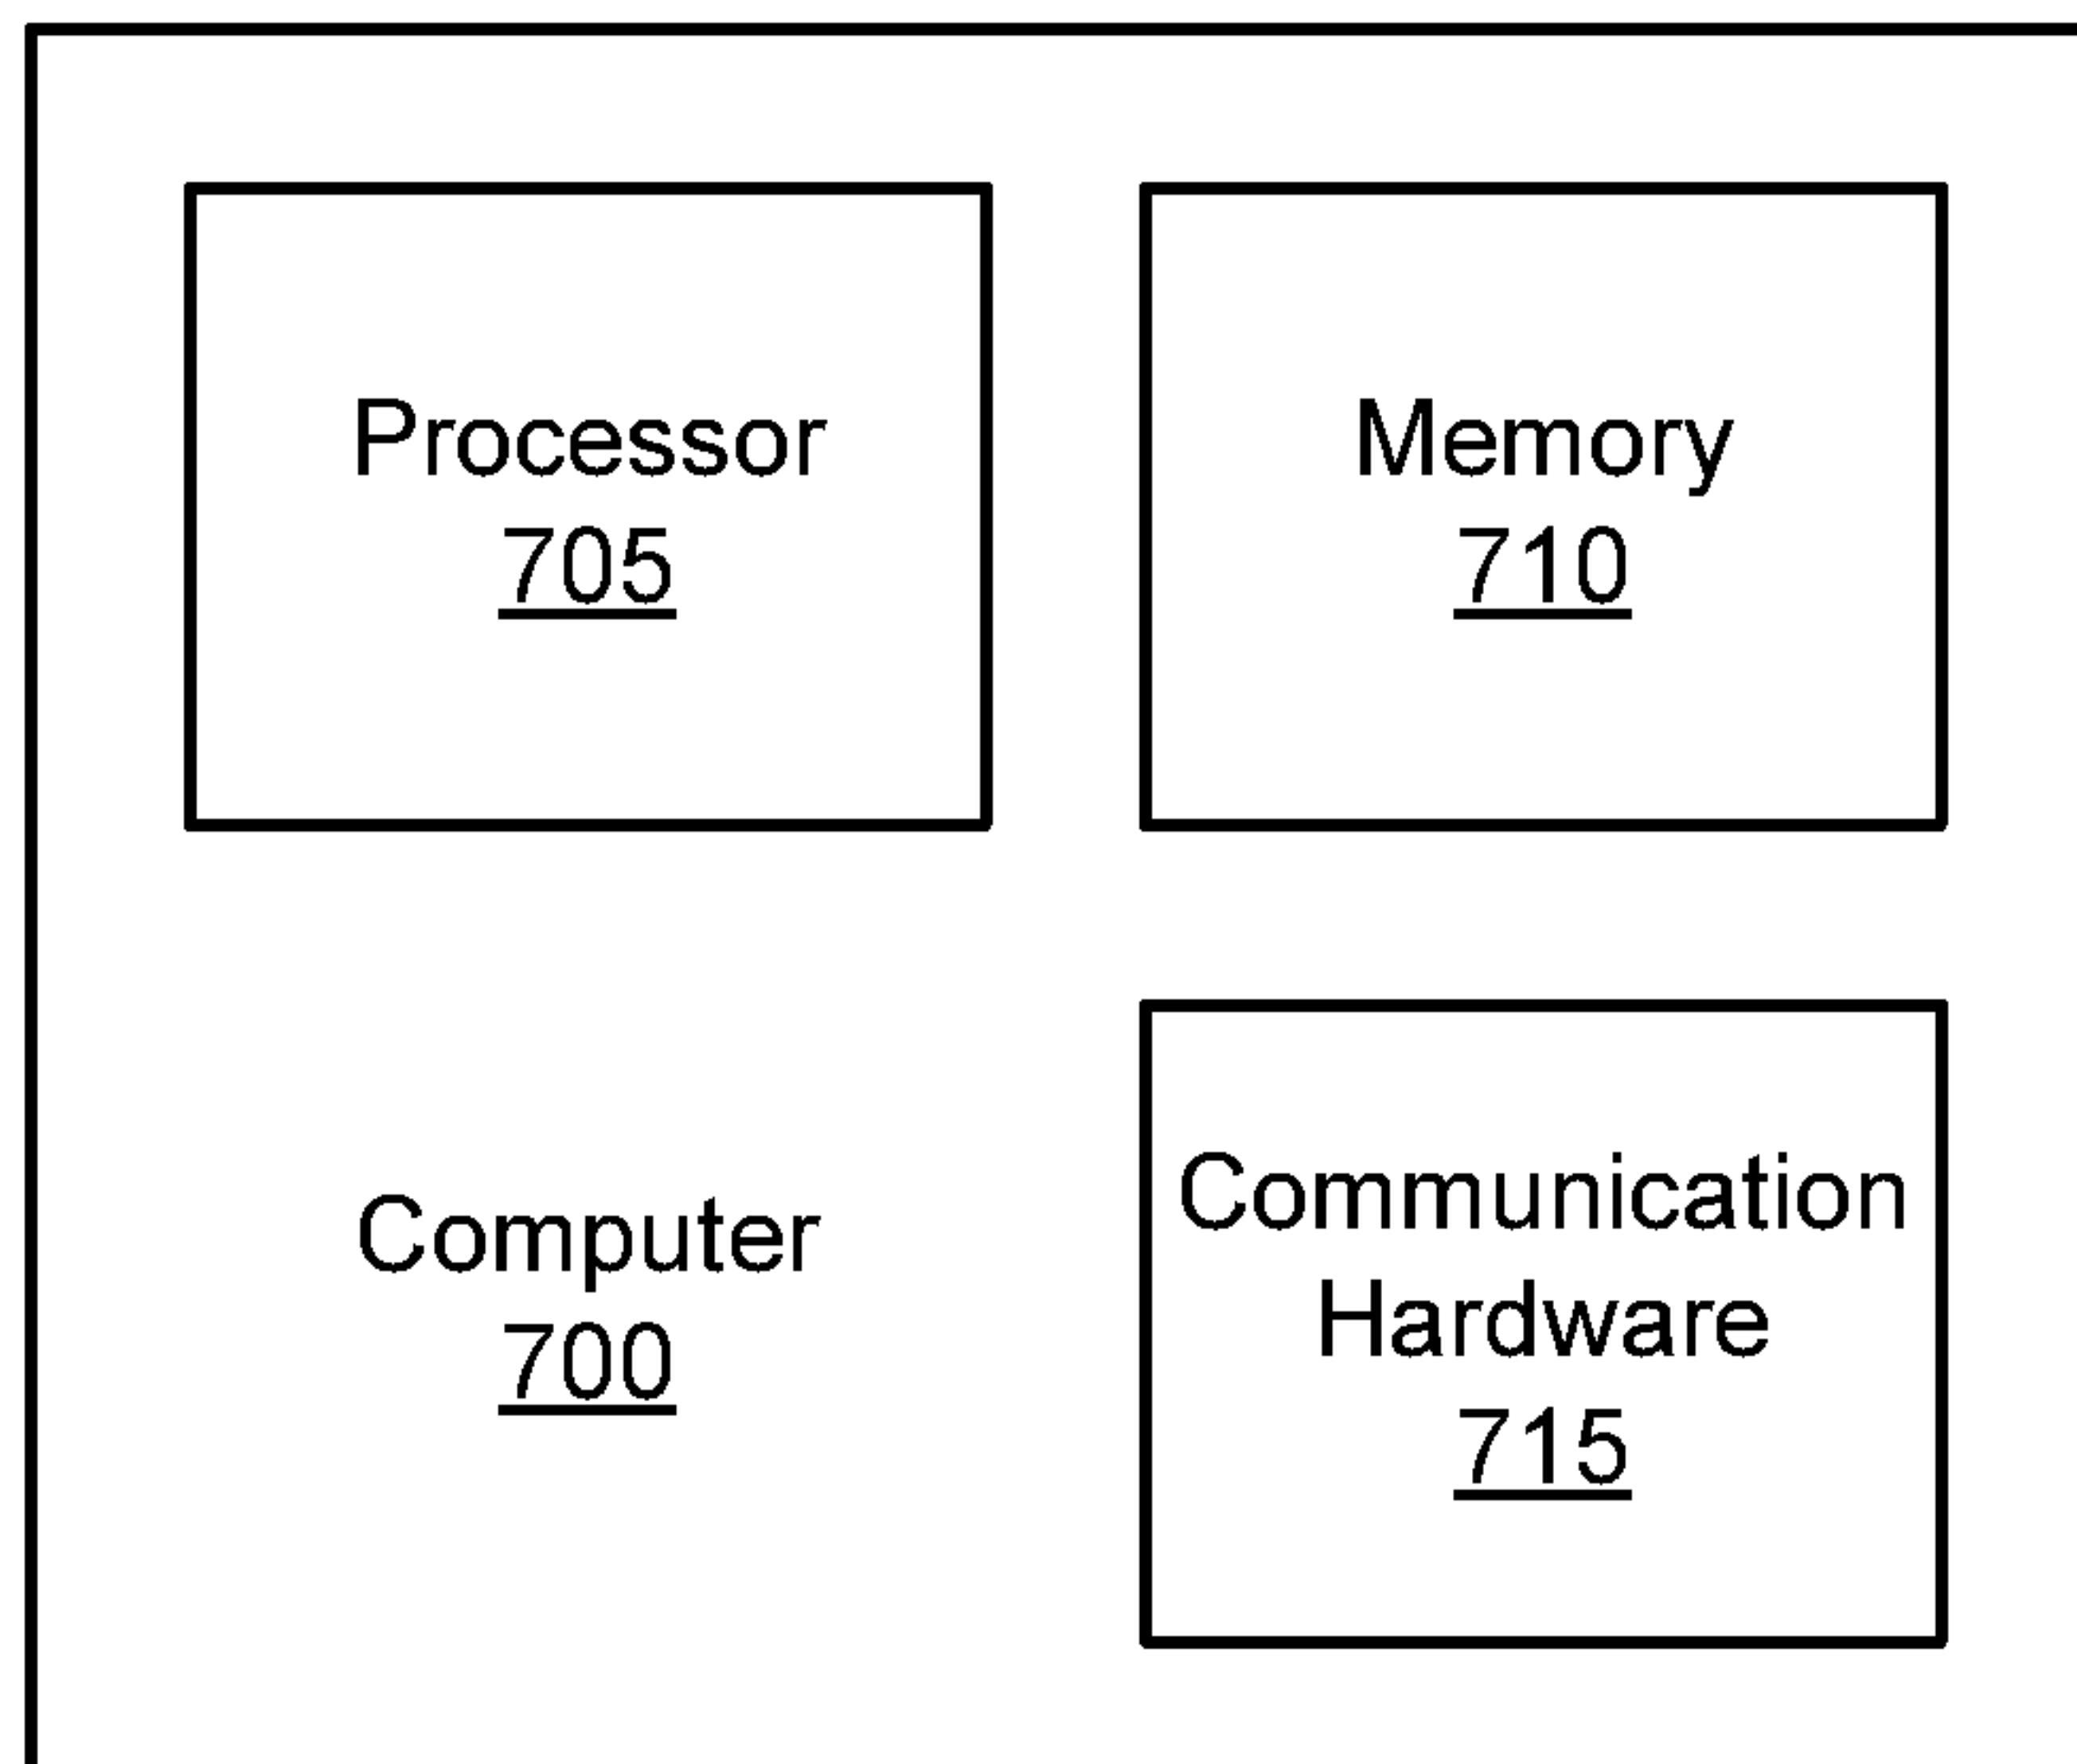 Processor
705
Memory
710
Computer
700
Communication
Hardware
715